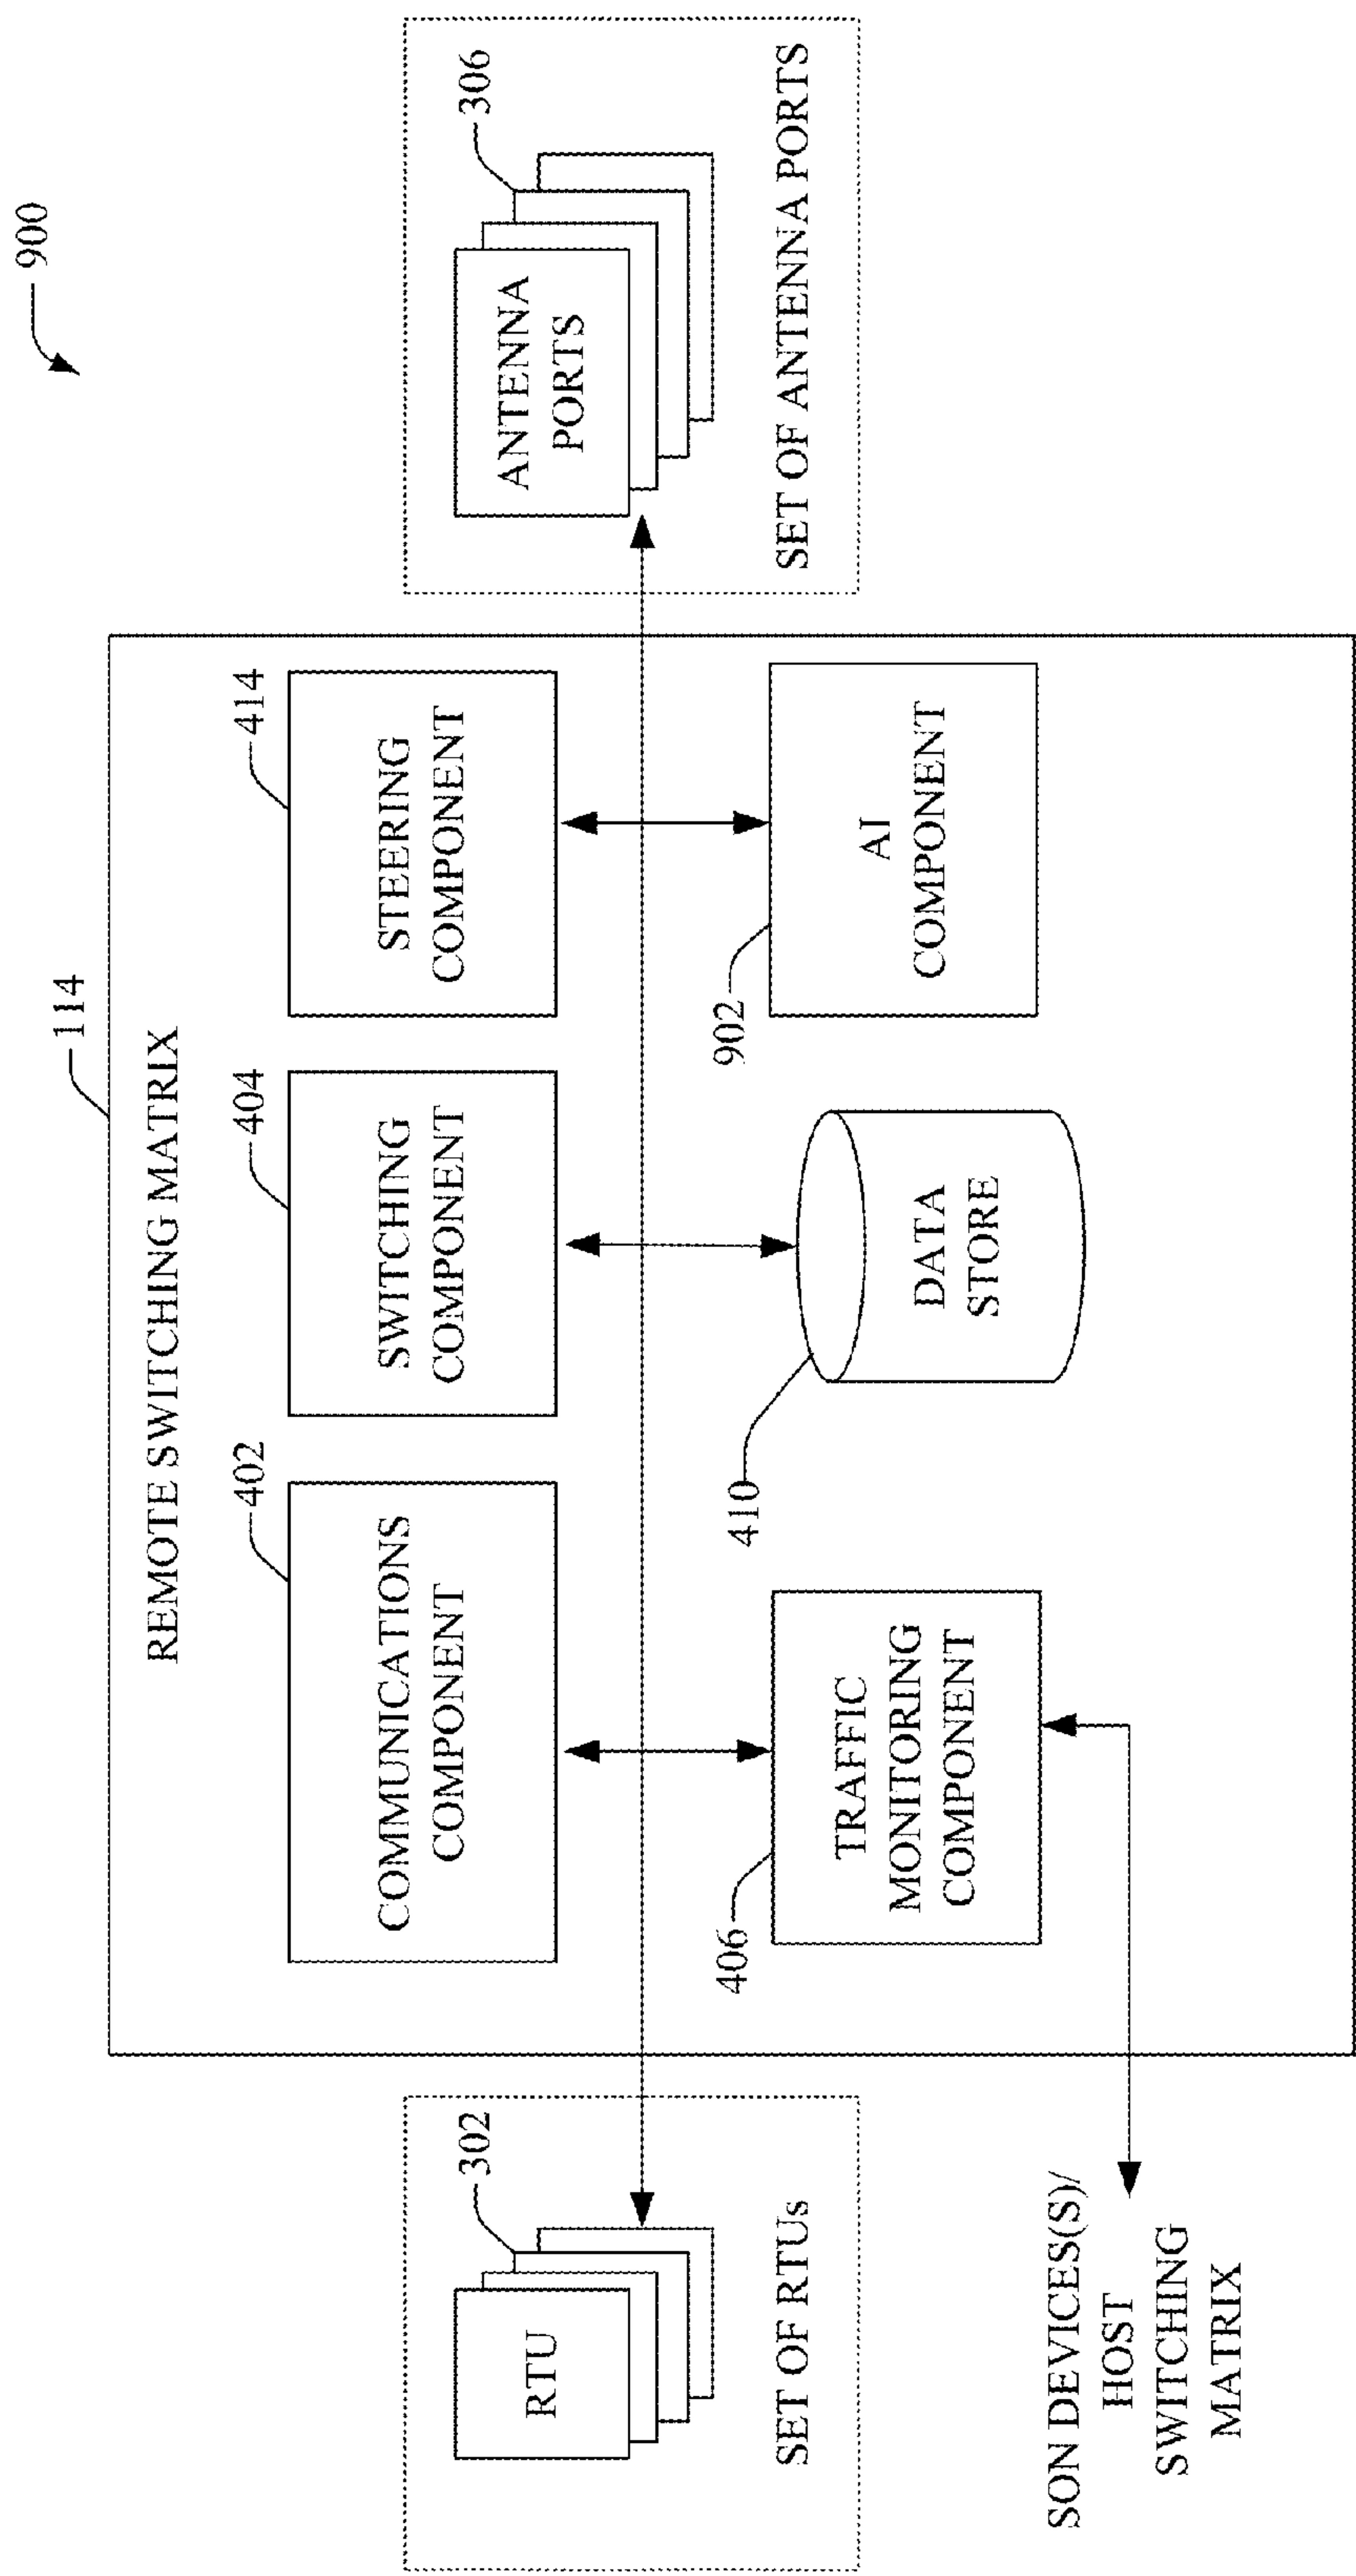 900
114
REMOTE SWITCHING MATRIX
402
404
414
COMMUNICATIONS
COMPONENT
SWITCHING
COMPONENT
STEERING
COMPONENT
302
RTU
SET OF RTUs
306
ANTENNA
PORTS
SET OF ANTENNA PORTS
406
TRAFFIC
MONITORING
COMPONENT
410
DATA
STORE
902
AI
COMPONENT
SON DEVICES(S)/
HOST
SWITCHING
MATRIX